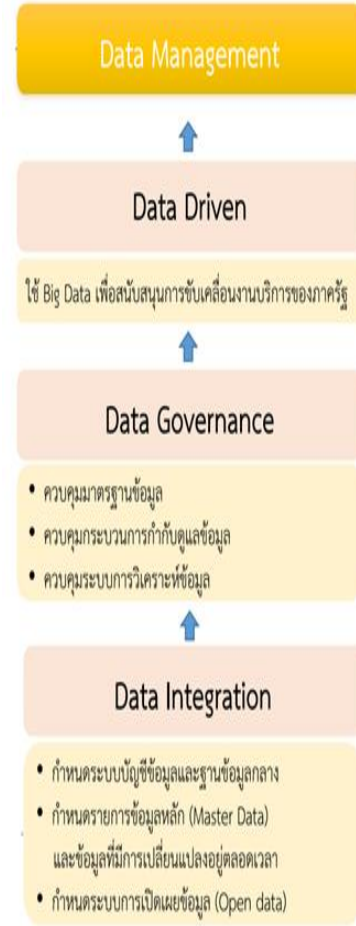 Data Management
Data Driven
ใช้ Big Data เพื่อสนับสนุนการขับเคลื่อนงานบริการของภาครัฐ
Data Governance
• ควบคุมมาตรฐานข้อมูล
• ควบคุมกระบวนการกำกับดูแลข้อมูล
• ควบคุมระบบการวิเคราะห์ข้อมูล
Data Integration
• กำหนดระบบบัญชีข้อมูลและฐานข้อมูลกลาง
• กำหนดรายการข้อมูลหลัก (Master Data)
และข้อมูลที่มีการเปลี่ยนแปลงอยู่ตลอดเวลา
• กำหนดระบบการเปิดเผยข้อมูล (Open data)